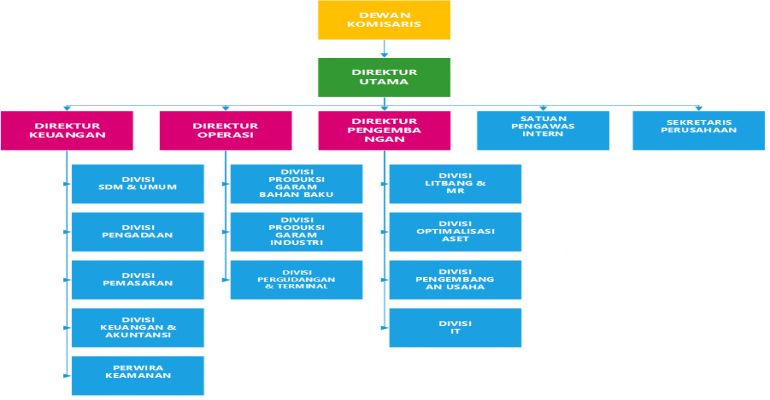 DEWAN
KOMISARIS
DIREKTUR
UTAMA
DIREKTUR
KEUANGAN
DIREKTUR
OPERASI
DIREKTUR
PENGEMBA
NGAN
SATUAN
PENGAWAS
INTERN
SEKRETARIS
PERUSAHAAN
DIVISI
SDM & UMUM
DIVISI
PENGADAAN
DIVISI
PEMASARAN
DIVISI
KEUANGAN &
AKUNTANSI
PERWIRA
KEAMANAN
DIVISI
PRODUKSI
GARAM
BAHAN BAKU
DIVISI
PRODUKSI
GARAM
INDUSTRI
DIVISI
PERGUDANGAN
& TERMINAL
DIVISI
LITBANG &
MR
DIVISI
OPTIMALISASI
ASET
DIVISI
PENGEMBANG
AN USAHA
DIVISI
IT